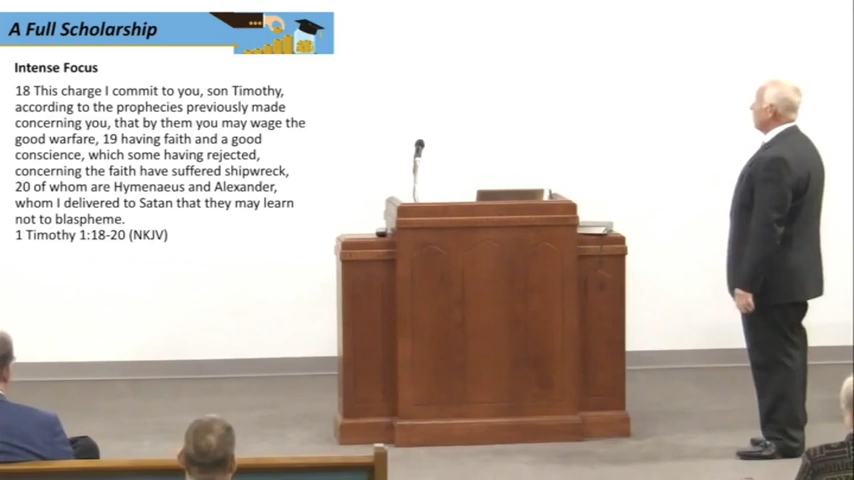 A Full Scholarship
Intense Focus
18 This charge I commit to you, son Timothy,
according to the prophecies previously made
concerning you, that by them you may wage the
good warfare, 19 having faith and a good
conscience, which some having rejected,
concerning the faith have suffered shipwreck,
20 of whom are Hymenaeus and Alexander,
whom I delivered to Satan that they may learn
not to blaspheme.
1 Timothy 1:18-20 (NKJV)